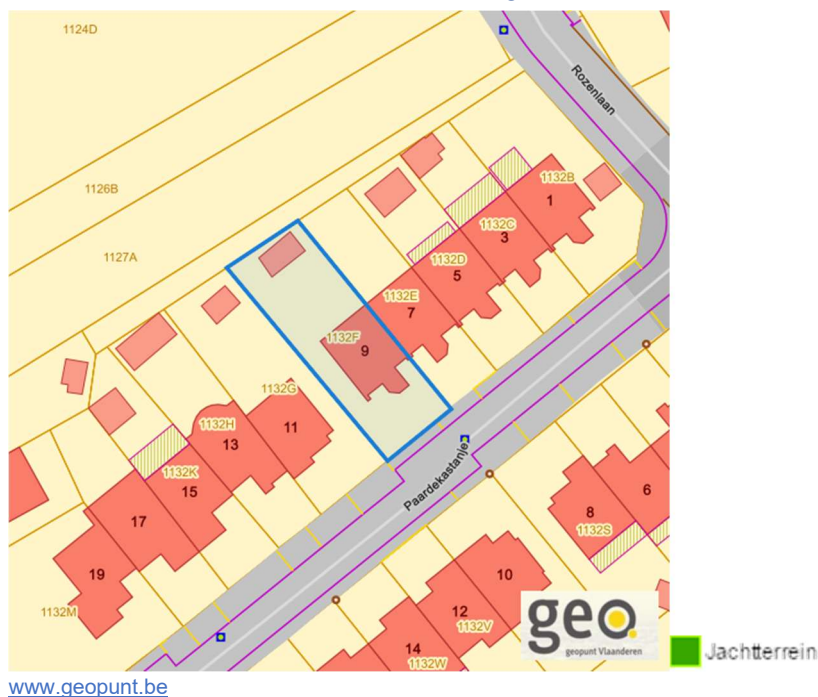 1124D
Rozenlaan
1126B
1132B
1
1132C
3
1127A
1132D
5
1132E
7
1132F
9
1132G
11
1132H
13
1132K
15
17
Paardekastanje
6
8
1132S
19
10
1132M
12
1132V
14
1132W
geo
geopunt Vlaanderen
Jachtterrein
www.geopunt.be